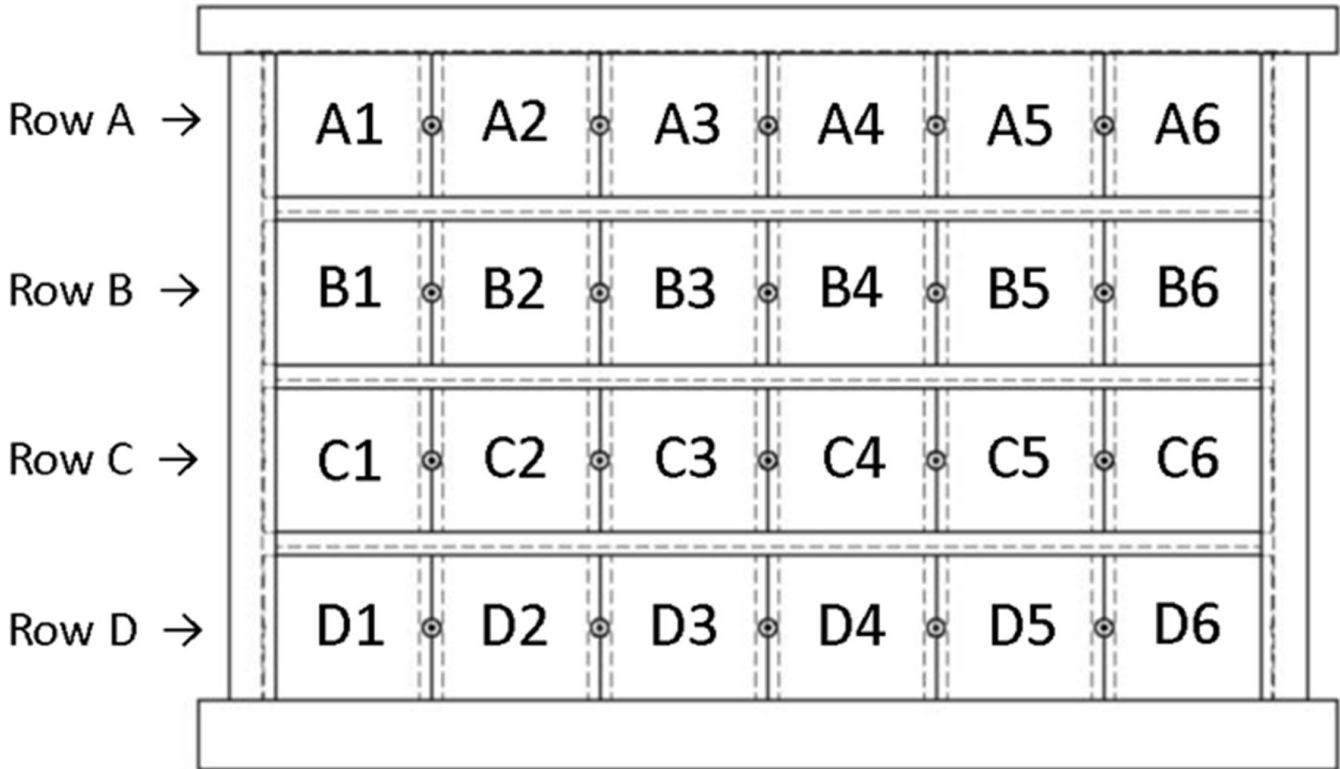 Row A → A1 A2 A3 A4 A5 A6
Row B → B1 B2 B3 B4 B5 B6
Row C → C1 C2 C3 C4 C5 C6
Row D → D1 D2 D3 D4 D5 D6